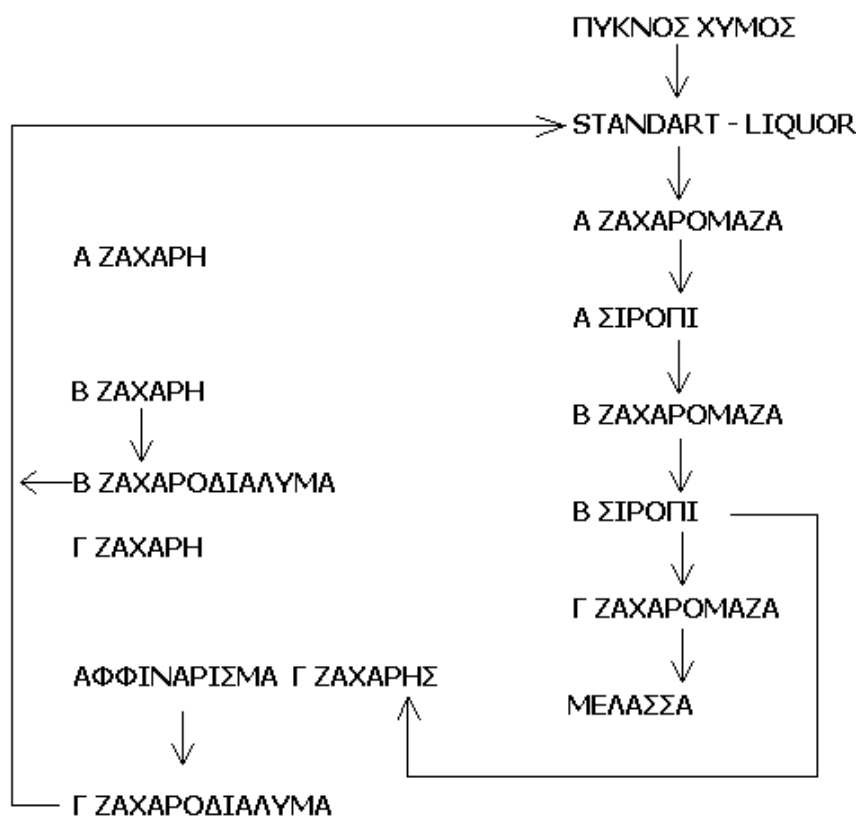 ΠΥΚΝΟΣ ΧΥΜΟΣ
STANDART - LIQUOR
Α ΖΑΧΑΡΟΜΑΖΑ
Α ΖΑΧΑΡΗ
Α ΣΙΡΟΠΙ
Β ΖΑΧΑΡΗ
Β ΖΑΧΑΡΟΜΑΖΑ
Β ΖΑΧΑΡΟΔΙΑΛΥΜΑ
Β ΣΙΡΟΠΙ
Γ ΖΑΧΑΡΗ
Γ ΖΑΧΑΡΟΜΑΖΑ
ΑΦΦΙΝΑΡΙΣΜΑ Γ ΖΑΧΑΡΗΣ
ΜΕΛΑΣΣΑ
Γ ΖΑΧΑΡΟΔΙΑΛΥΜΑ